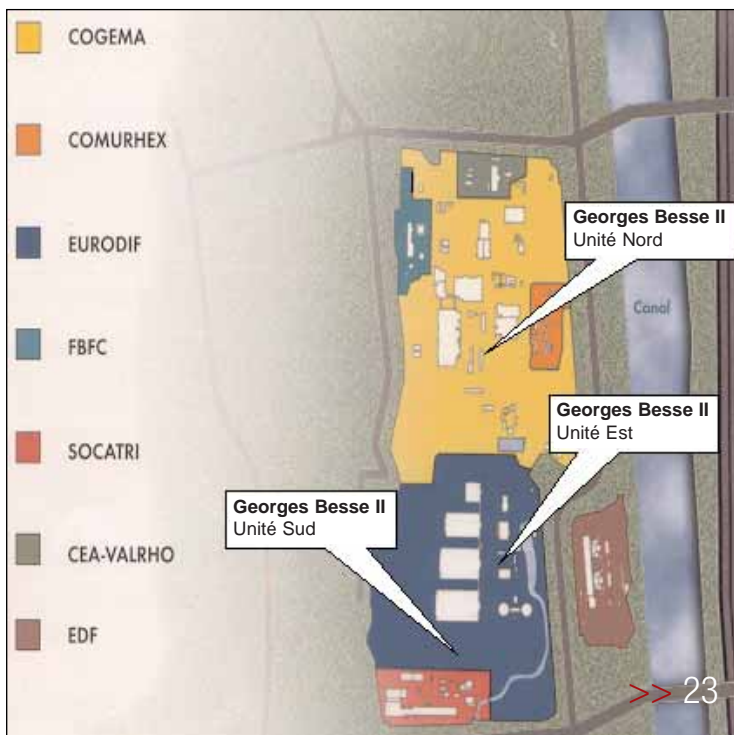 COGEMA
COMURHEX
EURODIF
FBFC
SOCATRI
CEA-VALRHO
EDF
Georges Besse II
Unité Nord
Canal
Georges Besse II
Unité Est
Georges Besse II
Unité Sud
>> 23